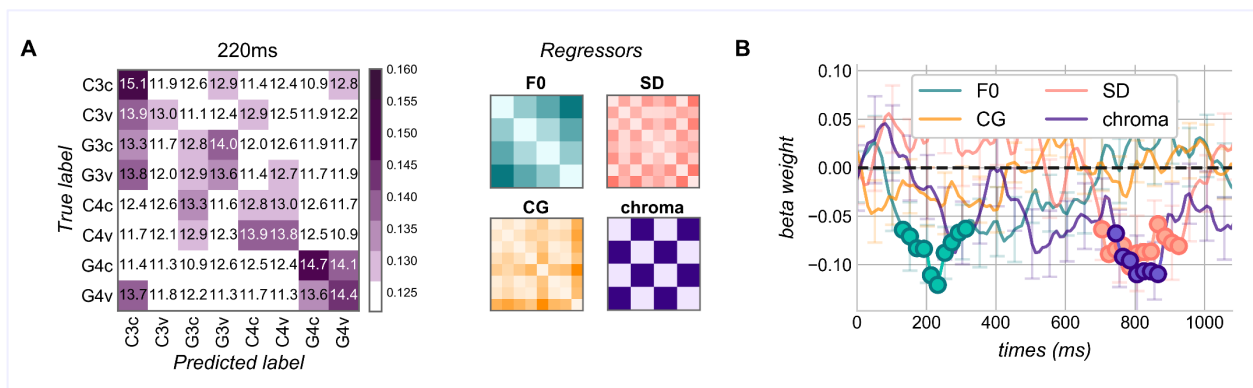 A
220ms
C3c 15.1 11.9 12.6 12.9 11.4 12.4 10.9 12.8
C3v 13.9 13.0 11.1 12.4 12.9 12.5 11.9 12.2
G3c 13.3 11.7 12.8 14.0 12.0 12.6 11.9 11.7
G3v 13.8 12.0 12.9 13.6 11.4 12.7 11.7 11.9
C4c 12.4 12.6 13.3 11.6 12.8 13.0 12.6 11.7
C4v 11.7 12.1 12.9 12.3 13.9 13.8 12.5 10.9
G4c 11.4 11.3 10.9 12.6 12.5 12.4 14.7 14.1
G4v 13.7 11.8 12.2 11.3 11.7 11.3 13.6 14.4
C3c C3v G3c G3v C4c C4v G4c G4v
True label
Predicted label
0.160
0.155
0.150
0.145
0.140
0.135
0.130
0.125
Regressors
F0 SD
CG chroma
B
0.10
0.05
0.00
−0.05
−0.10
beta weight
F0 SD
CG chroma
0 200 400 600 800 1000
times (ms)